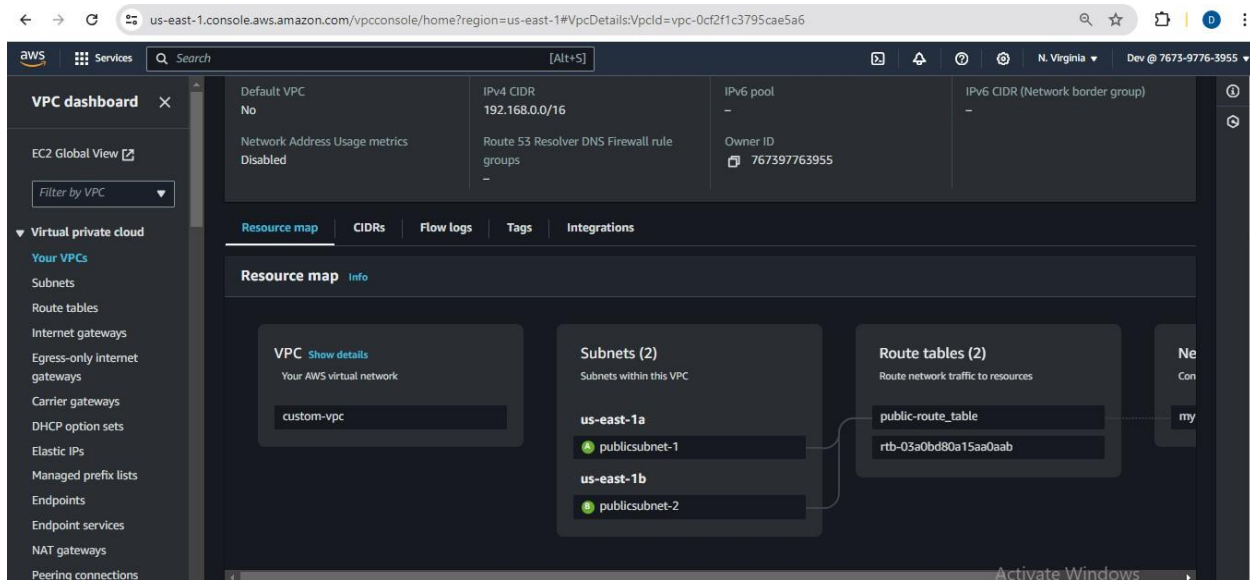 us-east-1.console.aws.amazon.com/vpcconsole/home?region=us-east-1#VpcDetails:VpcId=vpc-0cf2f1c3795cae5a6
D
aws
Services
Search
[Alt+S]
N. Virginia
Dev @ 7673-9776-3955
VPC dashboard
EC2 Global View
Filter by VPC
Virtual private cloud
Your VPCs
Subnets
Route tables
Internet gateways
Egress-only internet
gateways
Carrier gateways
DHCP option sets
Elastic IPs
Managed prefix lists
Endpoints
Endpoint services
NAT gateways
Peering connections
Default VPC
No
IPv4 CIDR
192.168.0.0/16
IPv6 pool
–
IPv6 CIDR (Network border group)
–
Network Address Usage metrics
Disabled
Route 53 Resolver DNS Firewall rule
groups
–
Owner ID
767397763955
Resource map
CIDRs
Flow logs
Tags
Integrations
Resource map Info
VPC Show details
Your AWS virtual network
custom-vpc
Subnets (2)
Subnets within this VPC
us-east-1a
A publicsubnet-1
us-east-1b
B publicsubnet-2
Route tables (2)
Route network traffic to resources
public-route_table
rtb-03a0bd80a15aa0aab
Ne
Con
my
Activate Windows